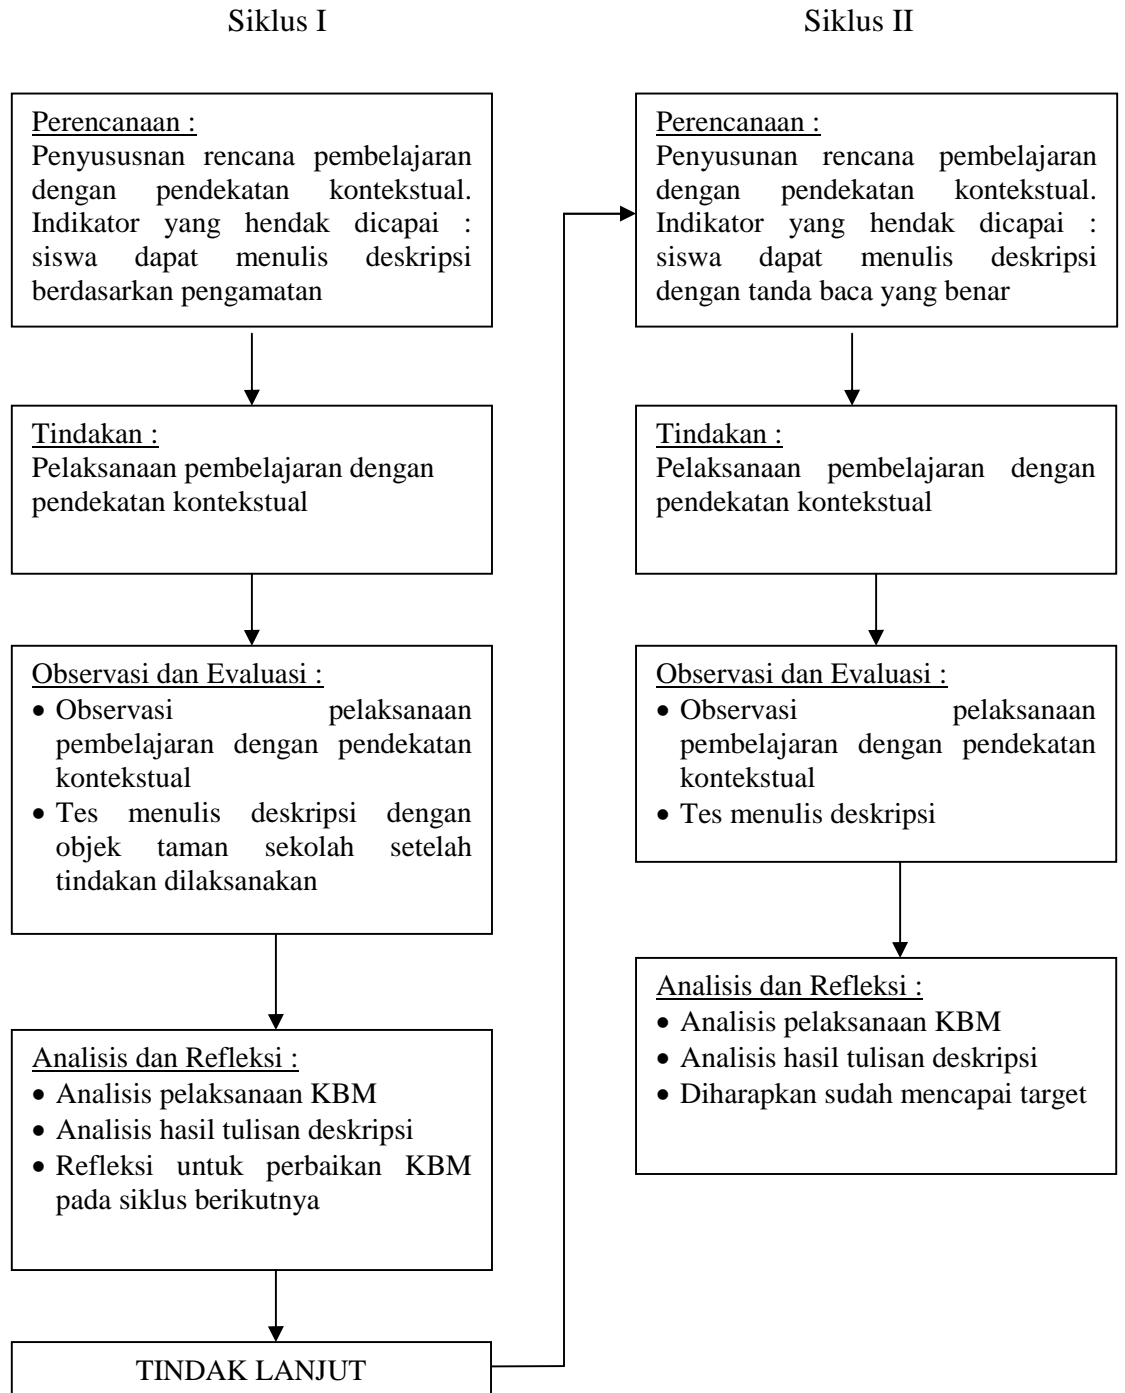 Siklus I
Perencanaan :
Penyususnan rencana pembelajaran
dengan pendekatan kontekstual.
Indikator yang hendak dicapai :
siswa dapat menulis deskripsi
berdasarkan pengamatan
Tindakan :
Pelaksanaan pembelajaran dengan
pendekatan kontekstual
Observasi dan Evaluasi :
• Observasi pelaksanaan
pembelajaran dengan pendekatan
kontekstual
• Tes menulis deskripsi dengan
objek taman sekolah setelah
tindakan dilaksanakan
Analisis dan Refleksi :
• Analisis pelaksanaan KBM
• Analisis hasil tulisan deskripsi
• Refleksi untuk perbaikan KBM
pada siklus berikutnya
TINDAK LANJUT
Siklus II
Perencanaan :
Penyusunan rencana pembelajaran
dengan pendekatan kontekstual.
Indikator yang hendak dicapai :
siswa dapat menulis deskripsi
dengan tanda baca yang benar
Tindakan :
Pelaksanaan pembelajaran dengan
pendekatan kontekstual
Observasi dan Evaluasi :
• Observasi pelaksanaan
pembelajaran dengan pendekatan
kontekstual
• Tes menulis deskripsi
Analisis dan Refleksi :
• Analisis pelaksanaan KBM
• Analisis hasil tulisan deskripsi
• Diharapkan sudah mencapai target